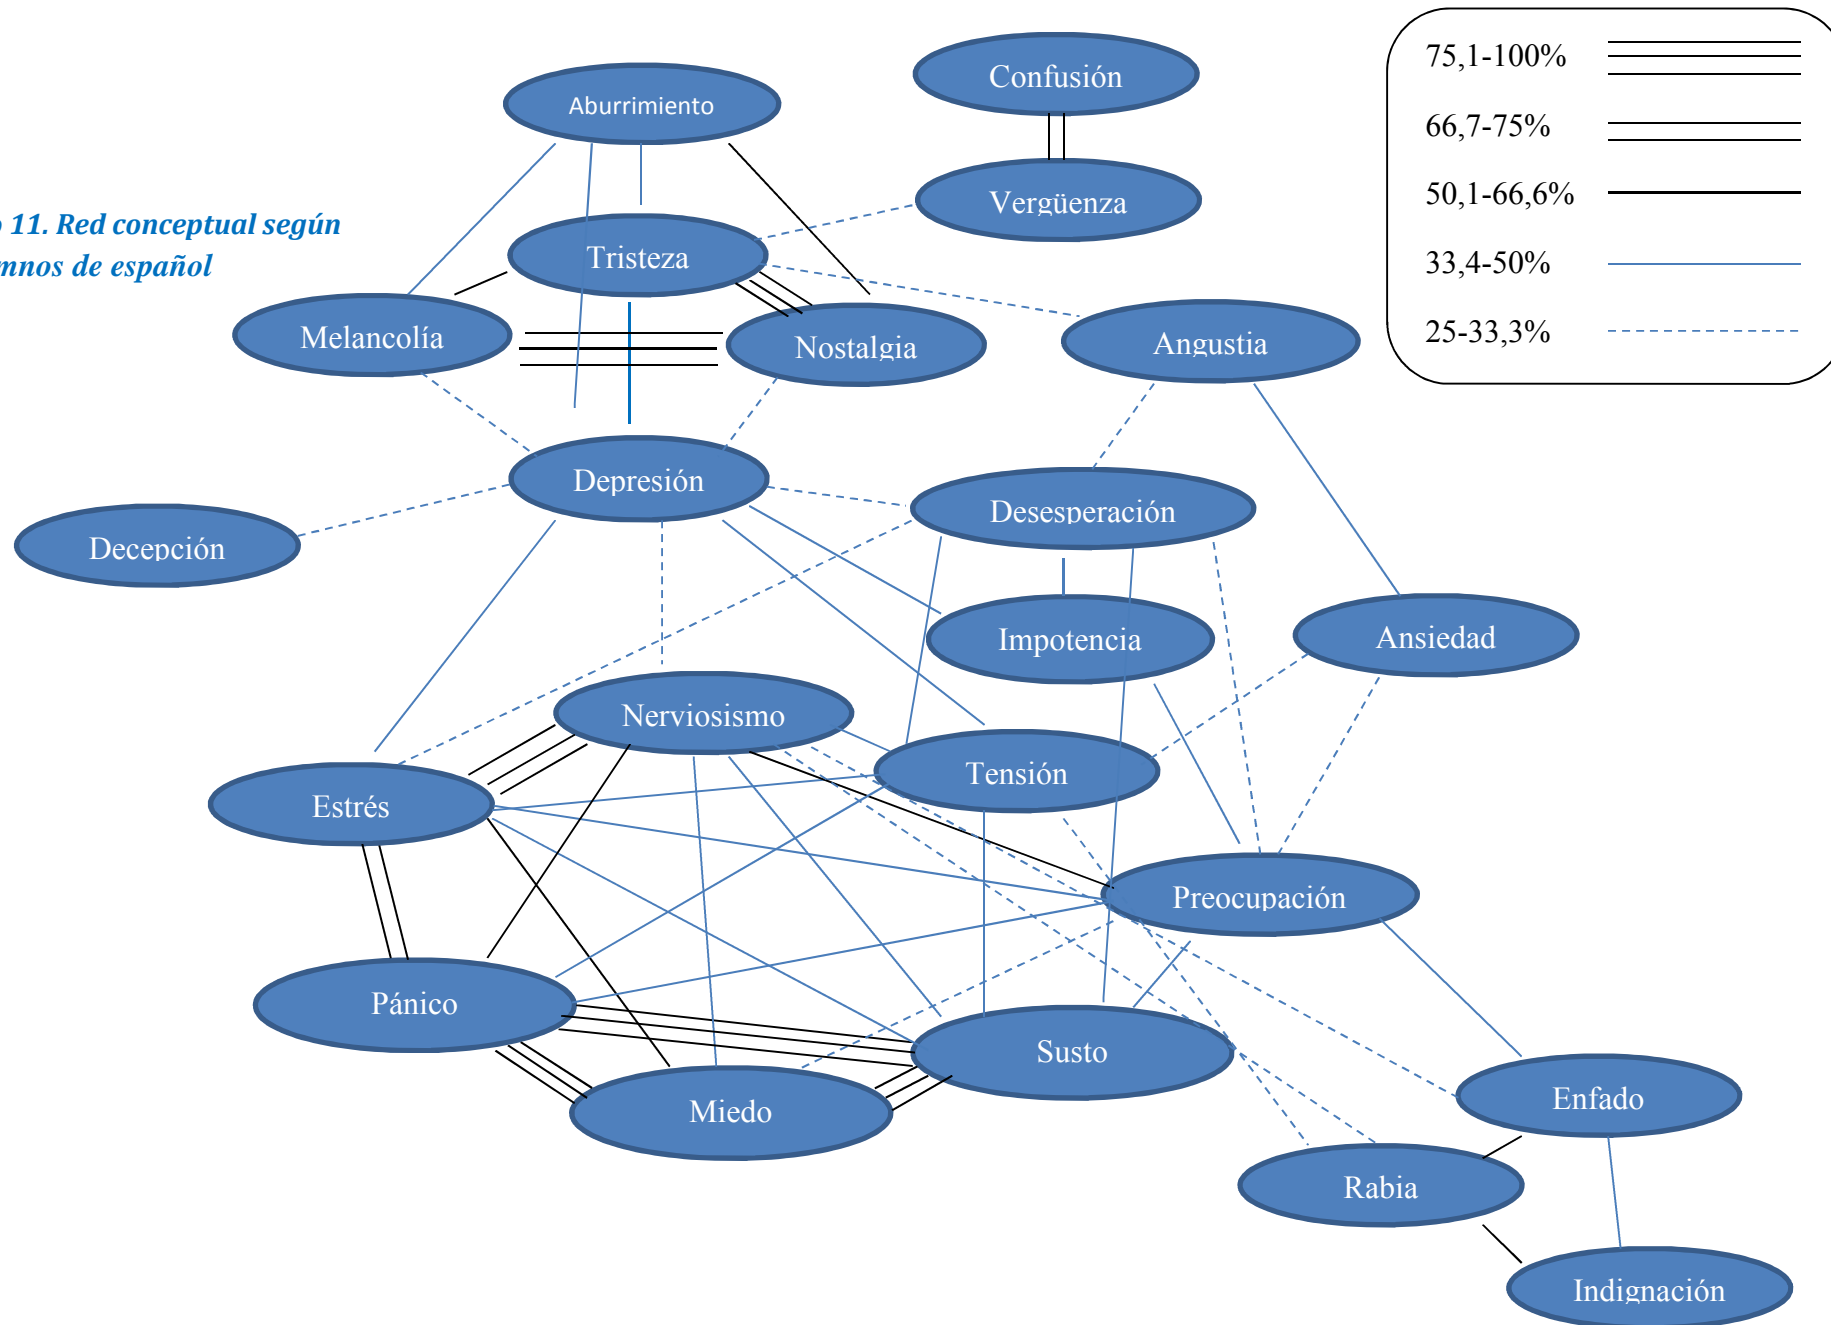 Confusión
Aburrimiento
Vergüenza
11. Red conceptual según
mnos de español
Tristeza
Melancolía
Nostalgia
Angustia
Depresión
Desesperación
Decepción
Impotencia
Ansiedad
Nerviosismo
Tensión
Estrés
Preocupación
Pánico
Susto
Miedo
Enfado
Rabia
Indignación
75,1-100%
66,7-75%
50,1-66,6%
33,4-50%
25-33,3%